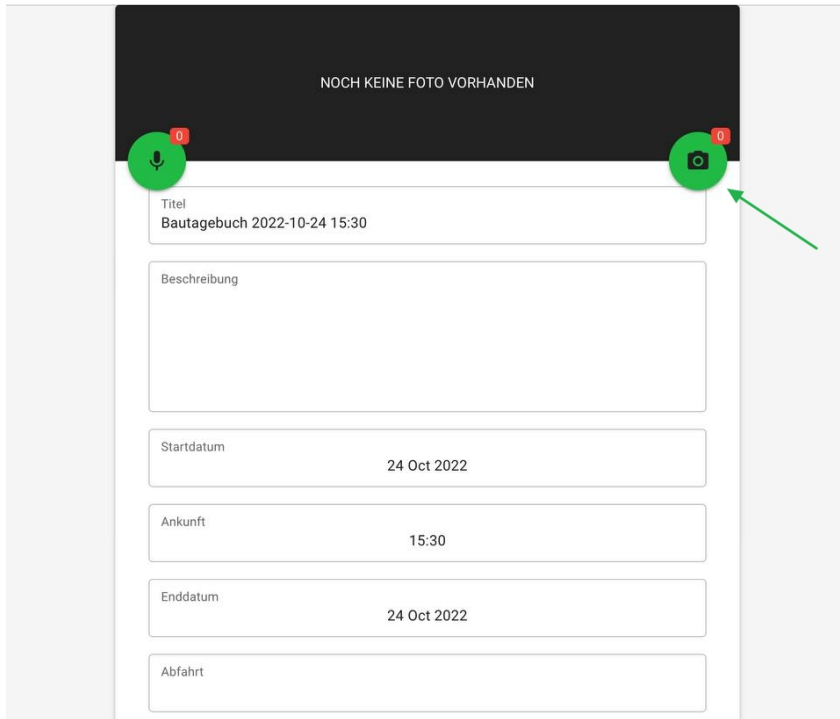 NOCH KEINE FOTO VORHANDEN
0
0
Titel
Bautagebuch 2022-10-24 15:30
Beschreibung
Startdatum
24 Oct 2022
Ankunft
15:30
Enddatum
24 Oct 2022
Abfahrt